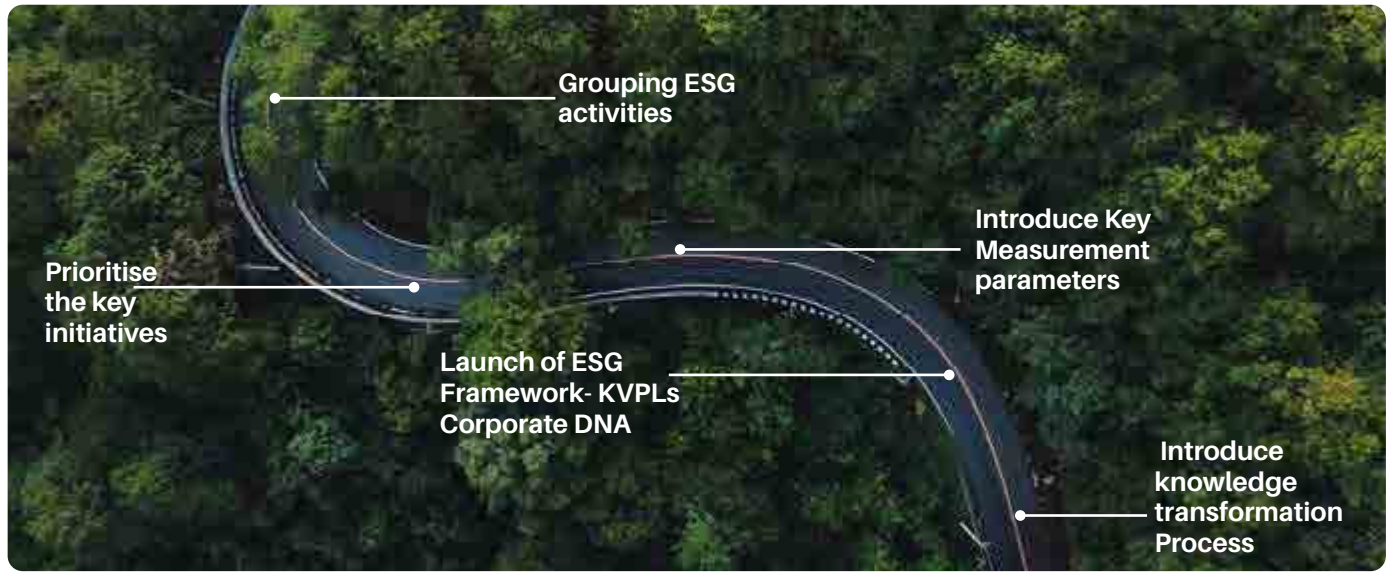 Grouping ESG
activities
Prioritise
the key
initiatives
Introduce Key
Measurement
parameters
Launch of ESG
Framework- KVPLs
Corporate DNA
Introduce
knowledge
transformation
Process